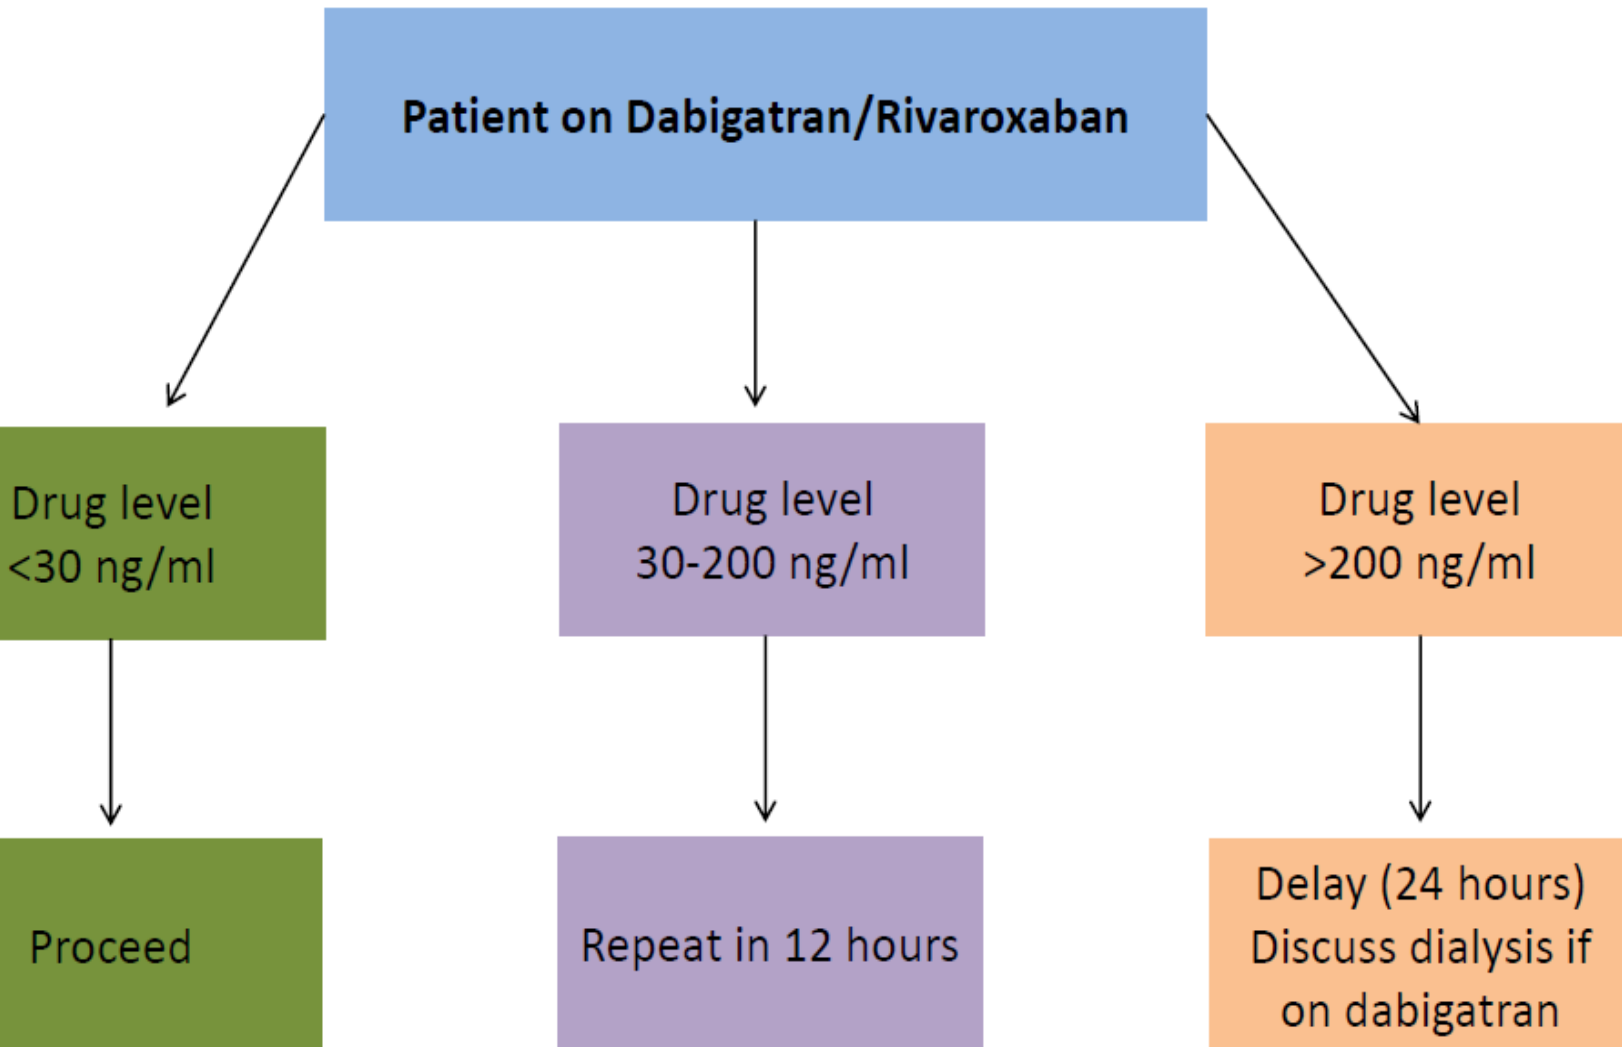 Patient on Dabigatran/Rivaroxaban
Drug level
<30 ng/ml
Drug level
30-200 ng/ml
Drug level
>200 ng/ml
Proceed
Repeat in 12 hours
Delay (24 hours)
Discuss dialysis if
on dabigatran